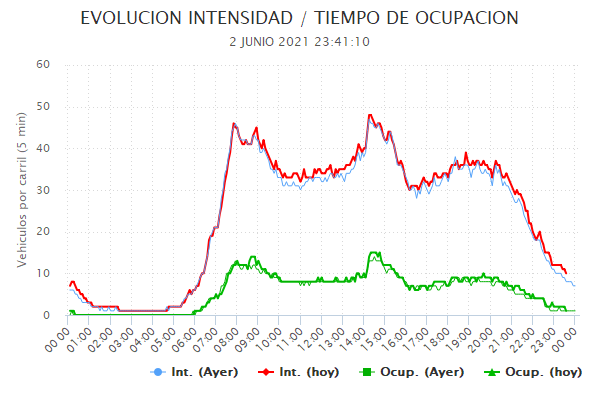 EVOLUCION INTENSIDAD / TIEMPO DE OCUPACION
2 JUNIO 2021 23:41:10
Vehiculos por carril (5 min)
60
50
40
30
20
10
0
00:00 01:00 02:00 03:00 04:00 05:00 06:00 07:00 08:00 09:00 10:00 11:00 12:00 13:00 14:00 15:00 16:00 17:00 18:00 19:00 20:00 21:00 22:00 23:00 00:00
Int. (Ayer) Int. (hoy) Ocup. (Ayer) Ocup. (hoy)